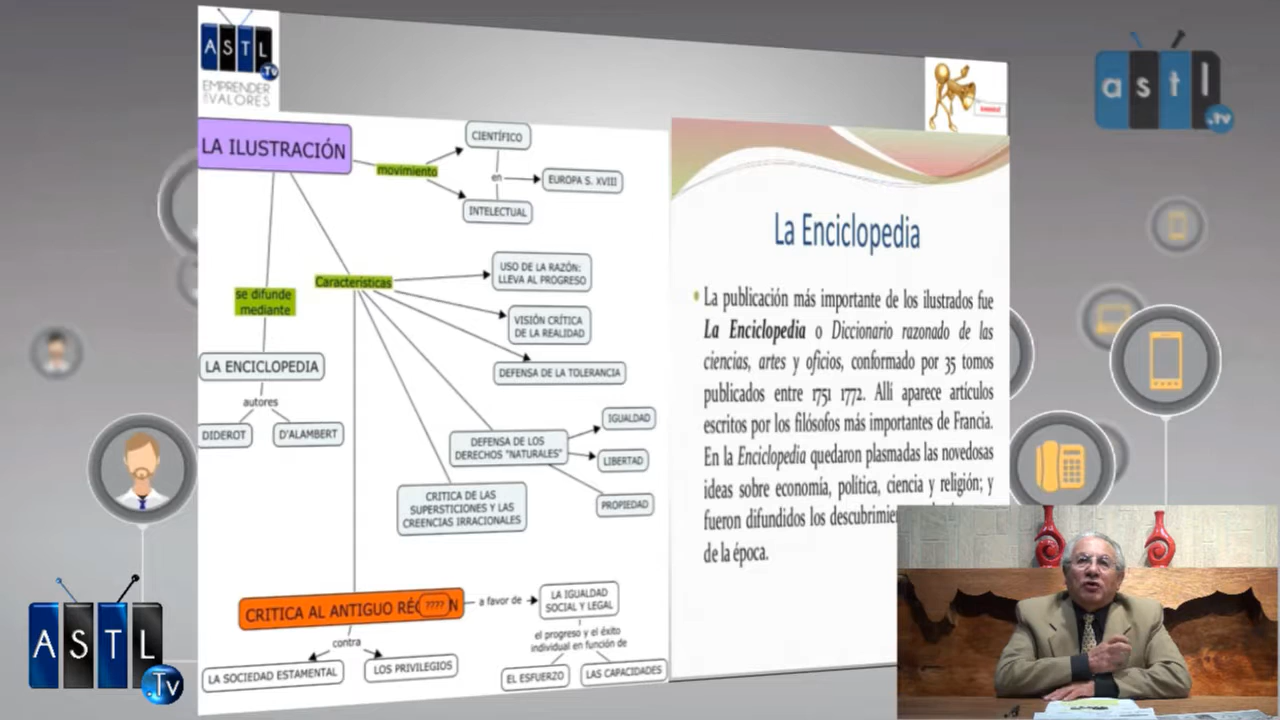 ASTL
.Tv
EMPRENDER
CON VALORES
astl
.tv
LA ILUSTRACIÓN
movimiento
CIENTÍFICO
en
EUROPA S. XVIII
INTELECTUAL
se difunde
mediante
LA ENCICLOPEDIA
autores
DIDEROT
D'ALAMBERT
Características
USO DE LA RAZÓN:
LLEVA AL PROGRESO
VISIÓN CRÍTICA
DE LA REALIDAD
DEFENSA DE LA TOLERANCIA
DEFENSA DE LOS
DERECHOS "NATURALES"
IGUALDAD
LIBERTAD
PROPIEDAD
CRITICA DE LAS
SUPERSTICIONES Y LAS
CREENCIAS IRRACIONALES
CRITICA AL ANTIGUO
????
a favor de
LA IGUALDAD
SOCIAL Y LEGAL
contra
LA SOCIEDAD ESTAMENTAL
LOS PRIVILEGIOS
el progreso y el éxito
individual en función de
EL ESFUERZO
LAS CAPACIDADES
La Enciclopedia
• La publicación más importante de los ilustrados fue
La Enciclopedia o Diccionario razonado de las
ciencias, artes y oficios, conformado por 35 tomos
publicados entre 1751 1772. Allí aparece artículos
escritos por los filósofos más importantes de Francia.
En la Enciclopedia quedaron plasmadas las novedosas
ideas sobre economía, política, ciencia y religión; y
fueron difundidos los
de la época.
ASTL
.Tv